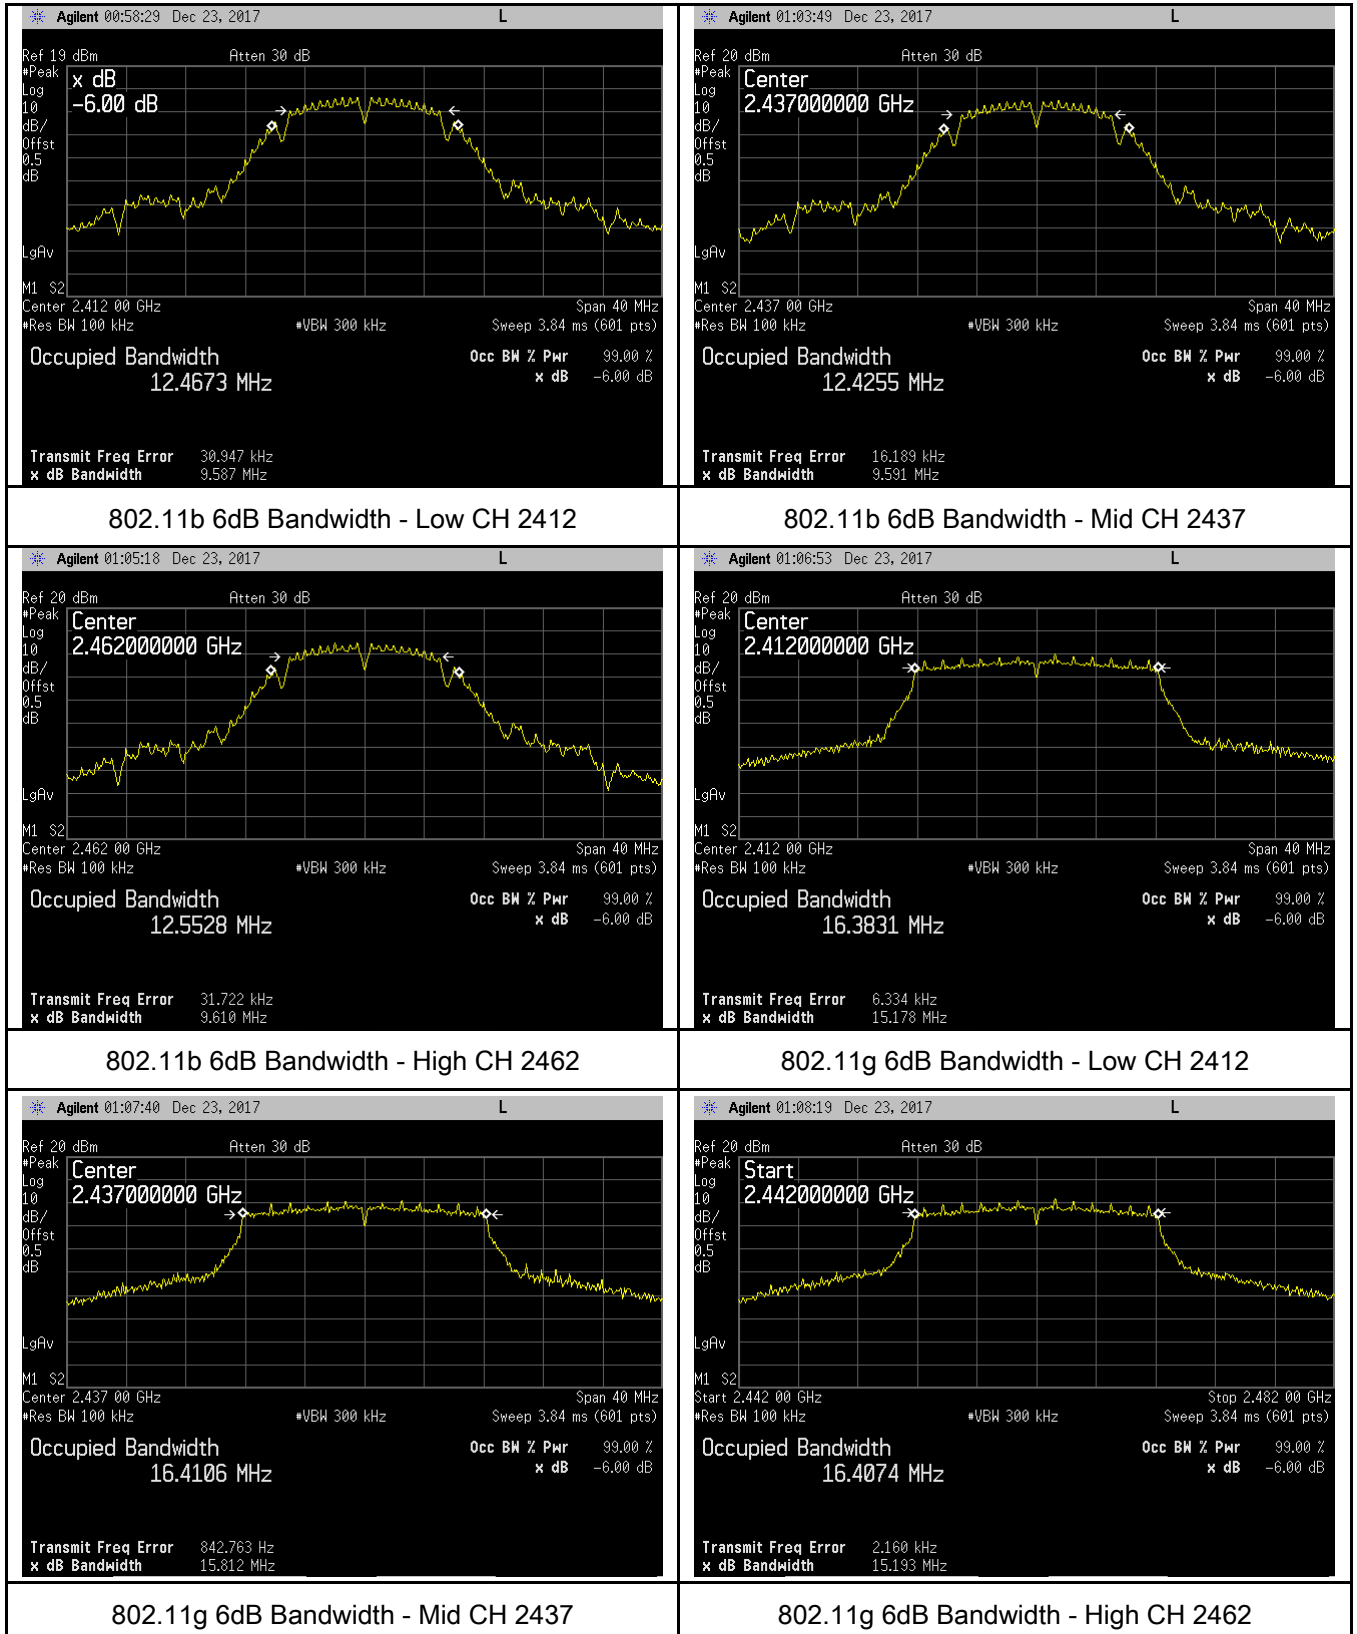 Agilent 00:58:29 Dec 23, 2017 L
Ref 19 dBm Atten 30 dB
#Peak
Log
10
dB/
Offst
0.5
dB
x dB
-6.00 dB
LgAv
M1 S2
Center 2.412 00 GHz Span 40 MHz
#Res BW 100 kHz #VBW 300 kHz Sweep 3.84 ms (601 pts)
Occupied Bandwidth Occ BW % Pwr 99.00 %
12.4673 MHz x dB -6.00 dB
Transmit Freq Error 30.947 kHz
x dB Bandwidth 9.587 MHz
802.11b 6dB Bandwidth - Low CH 2412
Agilent 01:03:49 Dec 23, 2017 L
Ref 20 dBm Atten 30 dB
#Peak
Log
10
dB/
Offst
0.5
dB
Center
2.437000000 GHz
LgAv
M1 S2
Center 2.437 00 GHz Span 40 MHz
#Res BW 100 kHz #VBW 300 kHz Sweep 3.84 ms (601 pts)
Occupied Bandwidth Occ BW % Pwr 99.00 %
12.4255 MHz x dB -6.00 dB
Transmit Freq Error 16.189 kHz
x dB Bandwidth 9.591 MHz
802.11b 6dB Bandwidth - Mid CH 2437
Agilent 01:05:18 Dec 23, 2017 L
Ref 20 dBm Atten 30 dB
#Peak
Log
10
dB/
Offst
0.5
dB
Center
2.462000000 GHz
LgAv
M1 S2
Center 2.462 00 GHz Span 40 MHz
#Res BW 100 kHz #VBW 300 kHz Sweep 3.84 ms (601 pts)
Occupied Bandwidth Occ BW % Pwr 99.00 %
12.5528 MHz x dB -6.00 dB
Transmit Freq Error 31.722 kHz
x dB Bandwidth 9.610 MHz
802.11b 6dB Bandwidth - High CH 2462
Agilent 01:06:53 Dec 23, 2017 L
Ref 20 dBm Atten 30 dB
#Peak
Log
10
dB/
Offst
0.5
dB
Center
2.412000000 GHz
LgAv
M1 S2
Center 2.412 00 GHz Span 40 MHz
#Res BW 100 kHz #VBW 300 kHz Sweep 3.84 ms (601 pts)
Occupied Bandwidth Occ BW % Pwr 99.00 %
16.3831 MHz x dB -6.00 dB
Transmit Freq Error 6.334 kHz
x dB Bandwidth 15.178 MHz
802.11g 6dB Bandwidth - Low CH 2412
Agilent 01:07:40 Dec 23, 2017 L
Ref 20 dBm Atten 30 dB
#Peak
Log
10
dB/
Offst
0.5
dB
Center
2.437000000 GHz
LgAv
M1 S2
Center 2.437 00 GHz Span 40 MHz
#Res BW 100 kHz #VBW 300 kHz Sweep 3.84 ms (601 pts)
Occupied Bandwidth Occ BW % Pwr 99.00 %
16.4106 MHz x dB -6.00 dB
Transmit Freq Error 842.763 Hz
x dB Bandwidth 15.812 MHz
802.11g 6dB Bandwidth - Mid CH 2437
Agilent 01:08:19 Dec 23, 2017 L
Ref 20 dBm Atten 30 dB
#Peak
Log
10
dB/
Offst
0.5
dB
Start
2.442000000 GHz
LgAv
M1 S2
Start 2.442 00 GHz Stop 2.482 00 GHz
#Res BW 100 kHz #VBW 300 kHz Sweep 3.84 ms (601 pts)
Occupied Bandwidth Occ BW % Pwr 99.00 %
16.4074 MHz x dB -6.00 dB
Transmit Freq Error 2.160 kHz
x dB Bandwidth 15.193 MHz
802.11g 6dB Bandwidth - High CH 2462